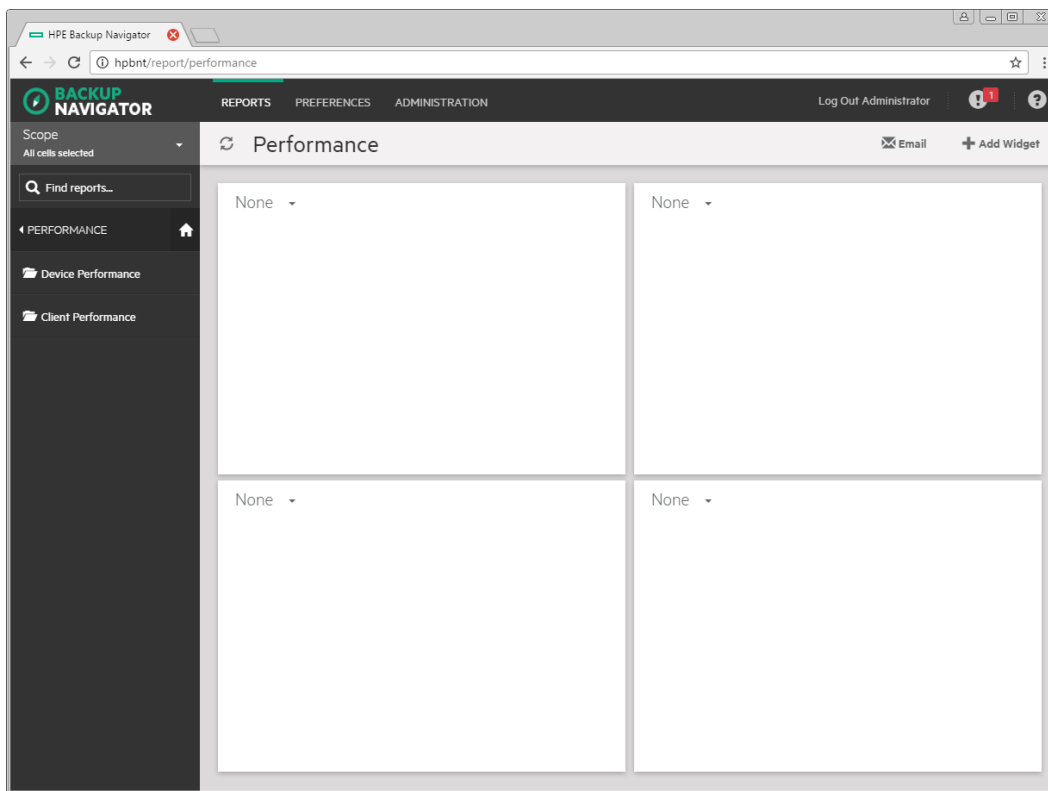 HPE Backup Navigator
hpbnt/report/performance
BACKUP
NAVIGATOR
REPORTS PREFERENCES ADMINISTRATION Log Out Administrator 1
Scope
All cells selected
Performance Email Add Widget
Find reports...
PERFORMANCE
None None
Device Performance
Client Performance
None None